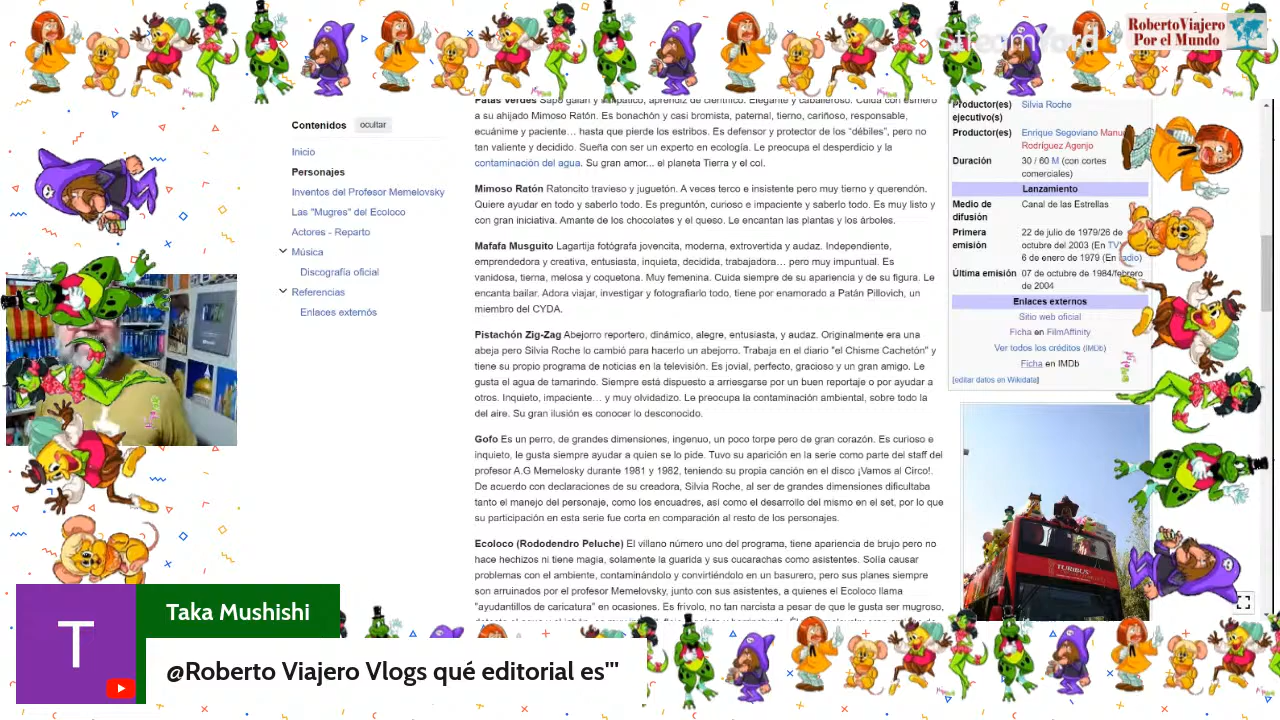 StreamYard
RobertoViajero
Por el Mundo
Contenidos ocultar
Inicio
Personajes
Inventos del Profesor Memelovsky
Las "Mugres" del Ecoloco
Actores - Reparto
Música
Discografía oficial
Referencias
Enlaces externós
Patas Verdes Sapo galán y simpático, aprendiz de científico. Elegante y caballeroso. Cuida con esmero
a su ahijado Mimoso Ratón. Es bonachón y casi bromista, paternal, tierno, cariñoso, responsable,
ecuánime y paciente… hasta que pierde los estribos. Es defensor y protector de los "débiles", pero no
tan valiente y decidido. Sueña con ser un experto en ecología. Le preocupa el desperdicio y la
contaminación del agua. Su gran amor... el planeta Tierra y el col.
Mimoso Ratón Ratoncito travieso y juguetón. A veces terco e insistente pero muy tierno y querendón.
Quiere ayudar en todo y saberlo todo. Es preguntón, curioso e impaciente y saberlo todo. Es muy listo y
con gran iniciativa. Amante de los chocolates y el queso. Le encantan las plantas y los árboles.
Mafafa Musguito Lagartija fotógrafa jovencita, moderna, extrovertida y audaz. Independiente,
emprendedora y creativa, entusiasta, inquieta, decidida, trabajadora… pero muy impuntual. Es
vanidosa, tierna, melosa y coquetona. Muy femenina. Cuida siempre de su apariencia y de su figura. Le
encanta bailar. Adora viajar, investigar y fotografiarlo todo, tiene por enamorado a Patán Pillovich, un
miembro del CYDA.
Pistachón Zig-Zag Abejorro reportero, dinámico, alegre, entusiasta, y audaz. Originalmente era una
abeja pero Silvia Roche lo cambió para hacerlo un abejorro. Trabaja en el diario "el Chisme Cachetón" y
tiene su propio programa de noticias en la televisión. Es jovial, perfecto, gracioso y un gran amigo. Le
gusta el agua de tamarindo. Siempre está dispuesto a arriesgarse por un buen reportaje o por ayudar a
otros. Inquieto, impaciente… y muy olvidadizo. Le preocupa la contaminación ambiental, sobre todo la
del aire. Su gran ilusión es conocer lo desconocido.
Gofo Es un perro, de grandes dimensiones, ingenuo, un poco torpe pero de gran corazón. Es curioso e
inquieto, le gusta siempre ayudar a quien se lo pide. Tuvo su aparición en la serie como parte del staff del
profesor A.G Memelosky durante 1981 y 1982, teniendo su propia canción en el disco ¡Vamos al Circo!.
De acuerdo con declaraciones de su creadora, Silvia Roche, al ser de grandes dimensiones dificultaba
tanto el manejo del personaje, como los encuadres, así como el desarrollo del mismo en el set, por lo que
su participación en esta serie fue corta en comparación al resto de los personajes.
Ecoloco (Rododendro Peluche) El villano número uno del programa, tiene apariencia de brujo pero no
hace hechizos ni tiene magia, solamente la guarida y sus cucarachas como asistentes. Solía causar
problemas con el ambiente, contaminándolo y convirtiéndolo en un basurero, pero sus planes siempre
son arruinados por el profesor Memelovsky, junto con sus asistentes, a quienes el Ecoloco llama
"ayudantillos de caricatura" en ocasiones. Es frívolo, no tan narcista a pesar de que le gusta ser mugroso,
Productor(es) Silvia Roche
ejecutivo(s)
Productor(es) Enrique Segoviano Manu
Rodríguez Agenjo
Duración 30 / 60 M (con cortes
comerciales)
Lanzamiento
Medio de Canal de las Estrellas
difusión
Primera 22 de julio de 1979/26 de
emisión octubre del 2003 (En TV)
6 de enero de 1979 (En radio)
Última emisión 07 de octubre de 1984/febrero
de 2004
Enlaces externos
Sitio web oficial
Ficha en FilmAffinity
Ver todos los créditos (IMDb)
Ficha en IMDb
[editar datos en Wikidata]
TURIBUS
T
Taka Mushishi
@Roberto Viajero Vlogs qué editorial es'"